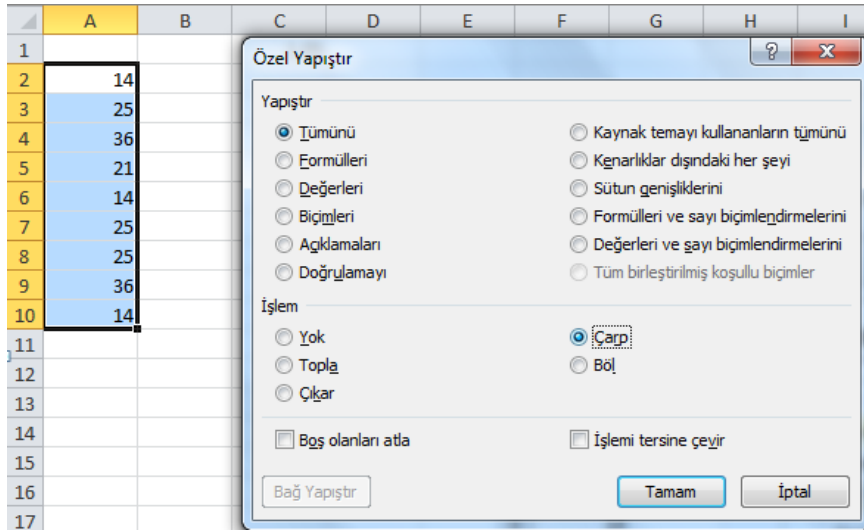 A B C D E F G H I
1
2 14
3 25
4 36
5 21
6 14
7 25
8 25
9 36
10 14
11
12
13
14
15
16
17
Özel Yapıştır
Yapıştır
Tümünü
Formülleri
Değerleri
Biçimleri
Açıklamaları
Doğrulamayı
Kaynak temayı kullananların tümünü
Kenarlıklar dışındaki her şeyi
Sütun genişliklerini
Formülleri ve sayı biçimlendirmelerini
Değerleri ve sayı biçimlendirmelerini
Tüm birleştirilmiş koşullu biçimler
İşlem
Yok
Topla
Çıkar
Çarp
Böl
Boş olanları atla
İşlemi tersine çevir
Bağ Yapıştır
Tamam
İptal